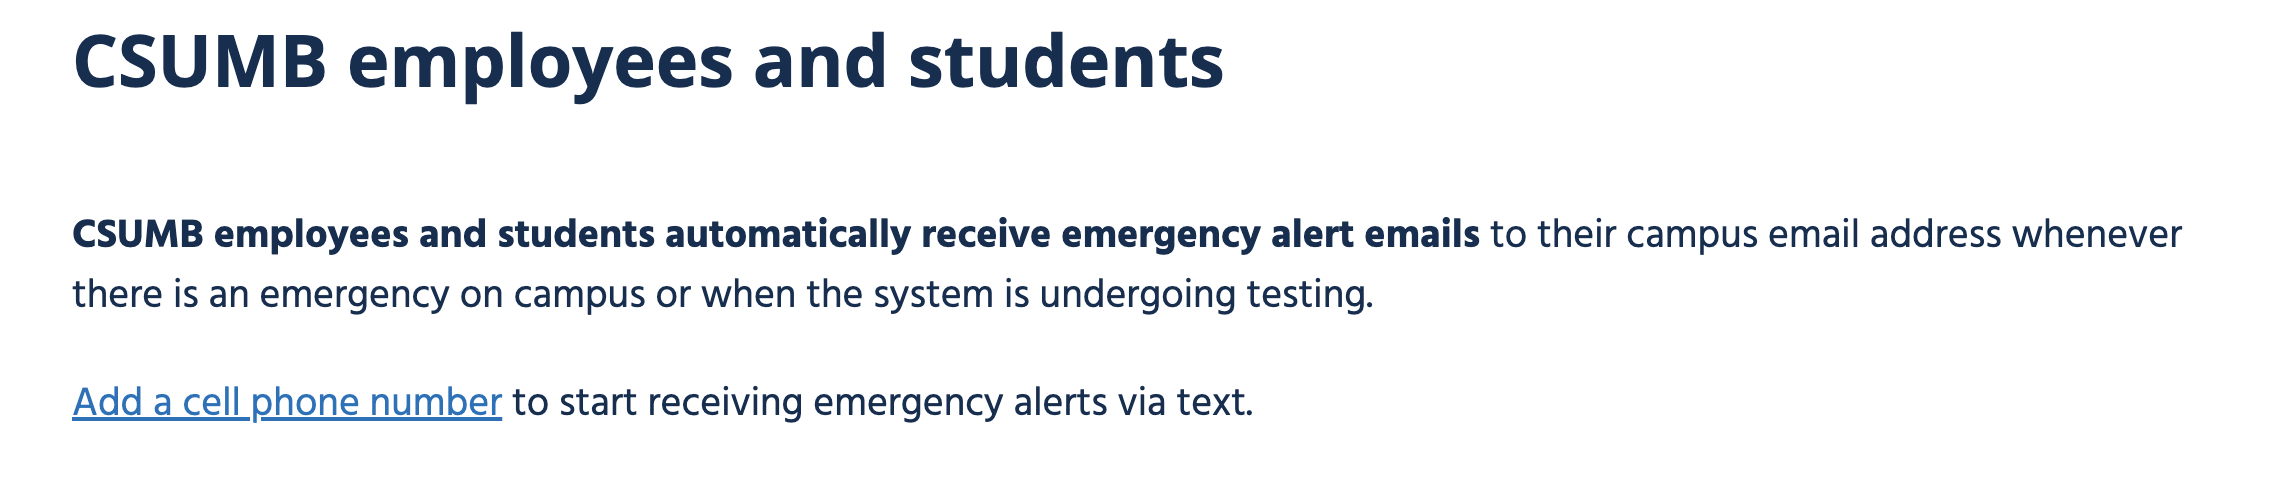 CSUMB employees and students
CSUMB employees and students automatically receive emergency alert emails to their campus email address whenever
there is an emergency on campus or when the system is undergoing testing.
Add a cell phone number to start receiving emergency alerts via text.